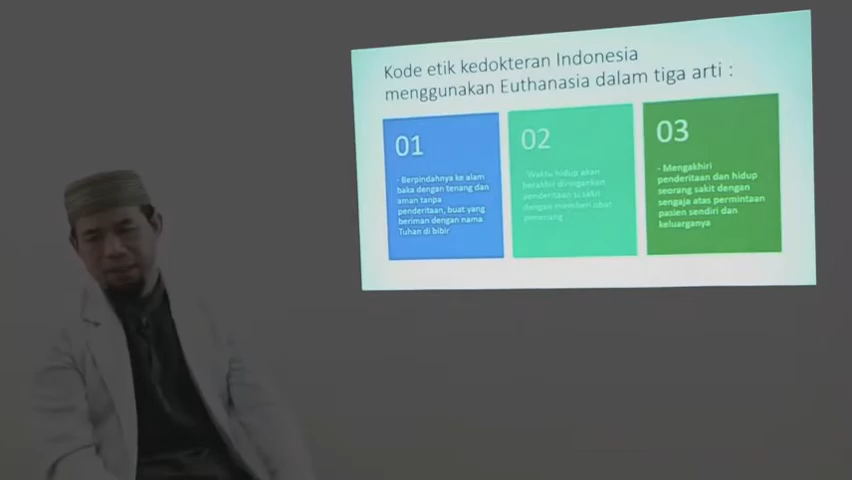 Kode etik kedokteran Indonesia
menggunakan Euthanasia dalam tiga arti :
01
- Berpindahnya ke alam
baka dengan tenang dan
aman tanpa
penderitaan, buat yang
beriman dengan nama
Tuhan di bibir
02
- Waktu hidup akan
berakhir diringankan
penderitaan si sakit
dengan memberi obat
penenang
03
- Mengakhiri
penderitaan dan hidup
seorang sakit dengan
sengaja atas permintaan
pasien sendiri dan
keluarganya